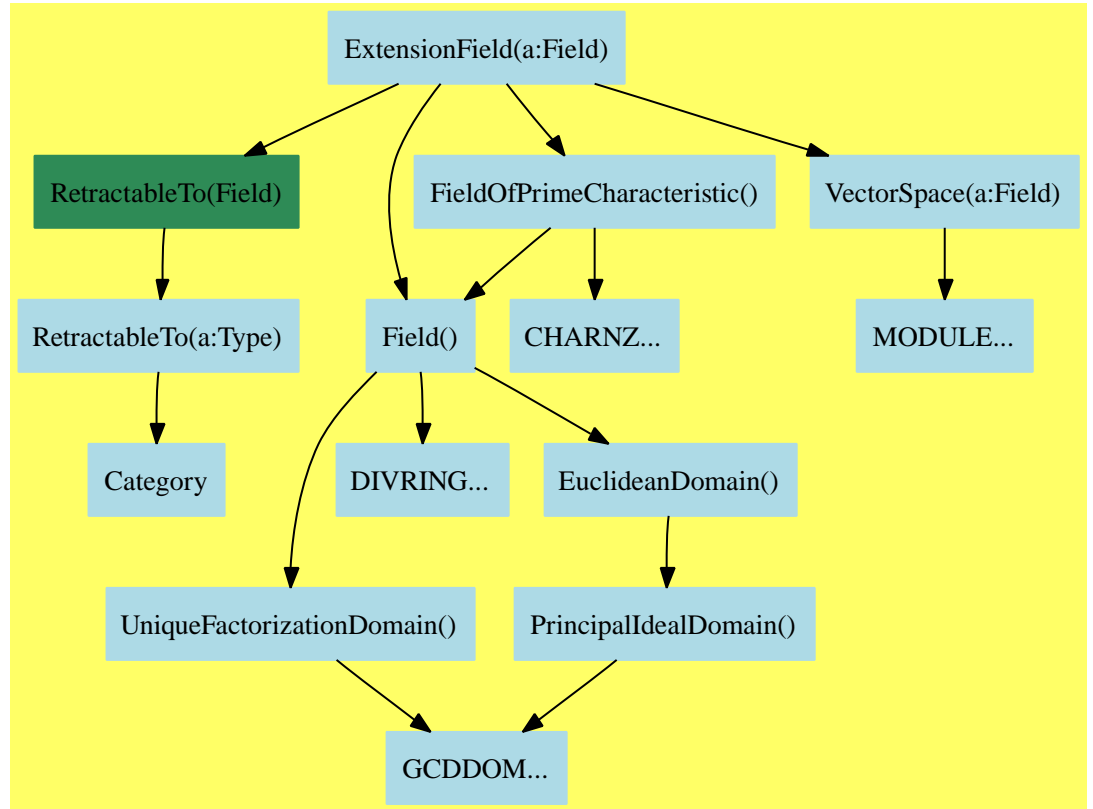 ExtensionField(a:Field)
RetractableTo(Field)
FieldOfPrimeCharacteristic()
VectorSpace(a:Field)
RetractableTo(a:Type)
Field()
CHARNZ...
MODULE...
Category
DIVRING...
EuclideanDomain()
UniqueFactorizationDomain()
PrincipalIdealDomain()
GCDDOM...